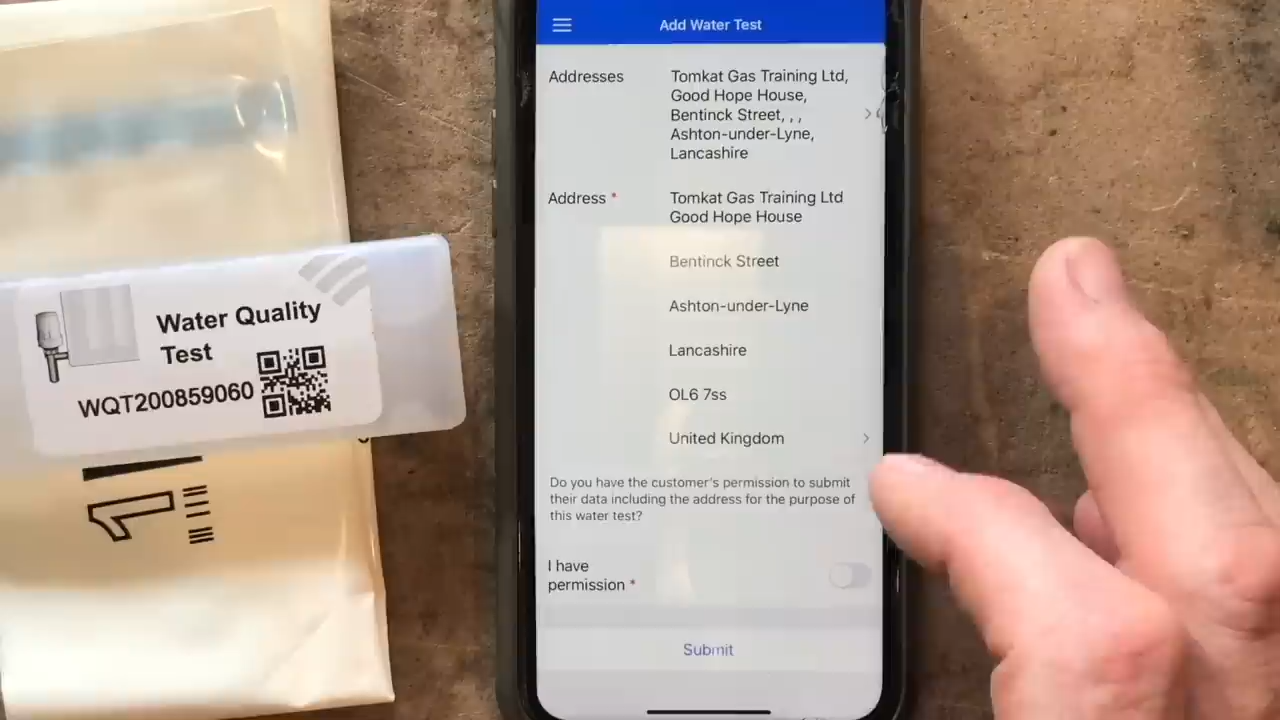 Water Quality
Test
WQT200859060
Add Water Test
Addresses
Tomkat Gas Training Ltd,
Good Hope House,
Bentinck Street, , ,
Ashton-under-Lyne,
Lancashire
Address *
Tomkat Gas Training Ltd
Good Hope House
Bentinck Street
Ashton-under-Lyne
Lancashire
OL6 7ss
United Kingdom
Do you have the customer's permission to submit
their data including the address for the purpose of
this water test?
I have
permission *
Submit